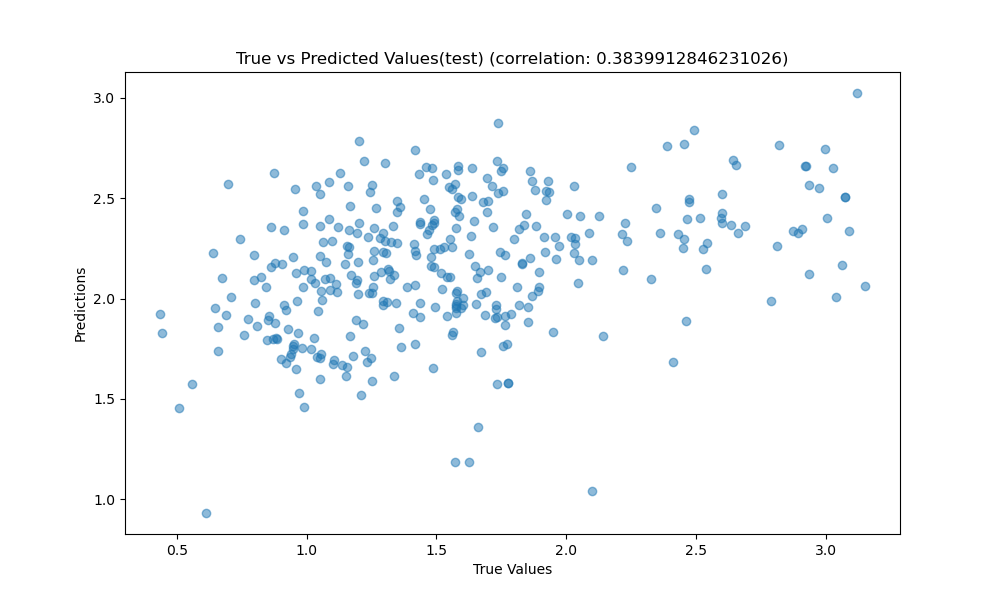 True vs Predicted Values(test) (correlation: 0.3839912846231026)
3.0
2.5
2.0
1.5
1.0
Predictions
0.5 1.0 1.5 2.0 2.5 3.0
True Values